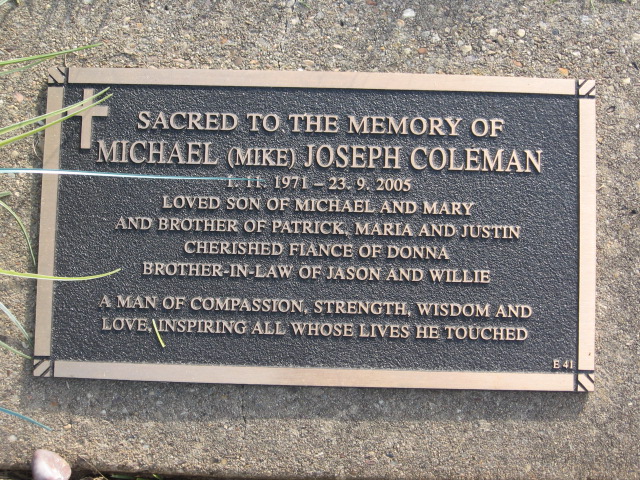 SACRED TO THE MEMORY OF
MICHAEL (MIKE) JOSEPH COLEMAN
1. 11. 1971 – 23. 9. 2005
LOVED SON OF MICHAEL AND MARY
AND BROTHER OF PATRICK, MARIA AND JUSTIN
CHERISHED FIANCE OF DONNA
BROTHER-IN-LAW OF JASON AND WILLIE
A MAN OF COMPASSION, STRENGTH, WISDOM AND
LOVE, INSPIRING ALL WHOSE LIVES HE TOUCHED
E 41